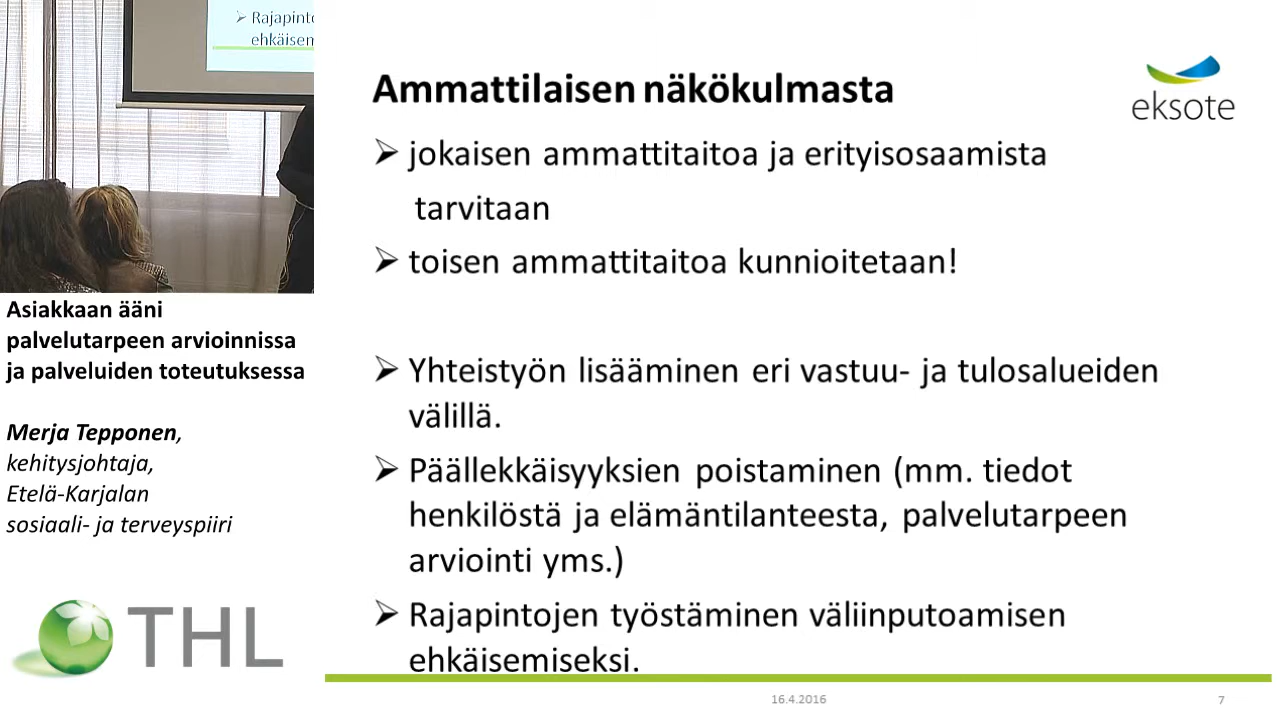 Rajapinto
ehkäisem
Asiakkaan ääni
palvelutarpeen arvioinnissa
ja palveluiden toteutuksessa
Merja Tepponen,
kehitysjohtaja,
Etelä-Karjalan
sosiaali- ja terveyspiiri
THL
eksote
Ammattilaisen näkökulmasta
jokaisen ammattitaitoa ja erityisosaamista
tarvitaan
toisen ammattitaitoa kunnioitetaan!
Yhteistyön lisääminen eri vastuu- ja tulosalueiden
välillä.
Päällekkäisyyksien poistaminen (mm. tiedot
henkilöstä ja elämäntilanteesta, palvelutarpeen
arviointi yms.)
Rajapintojen työstäminen väliinputoamisen
ehkäisemiseksi.
16.4.2016
7